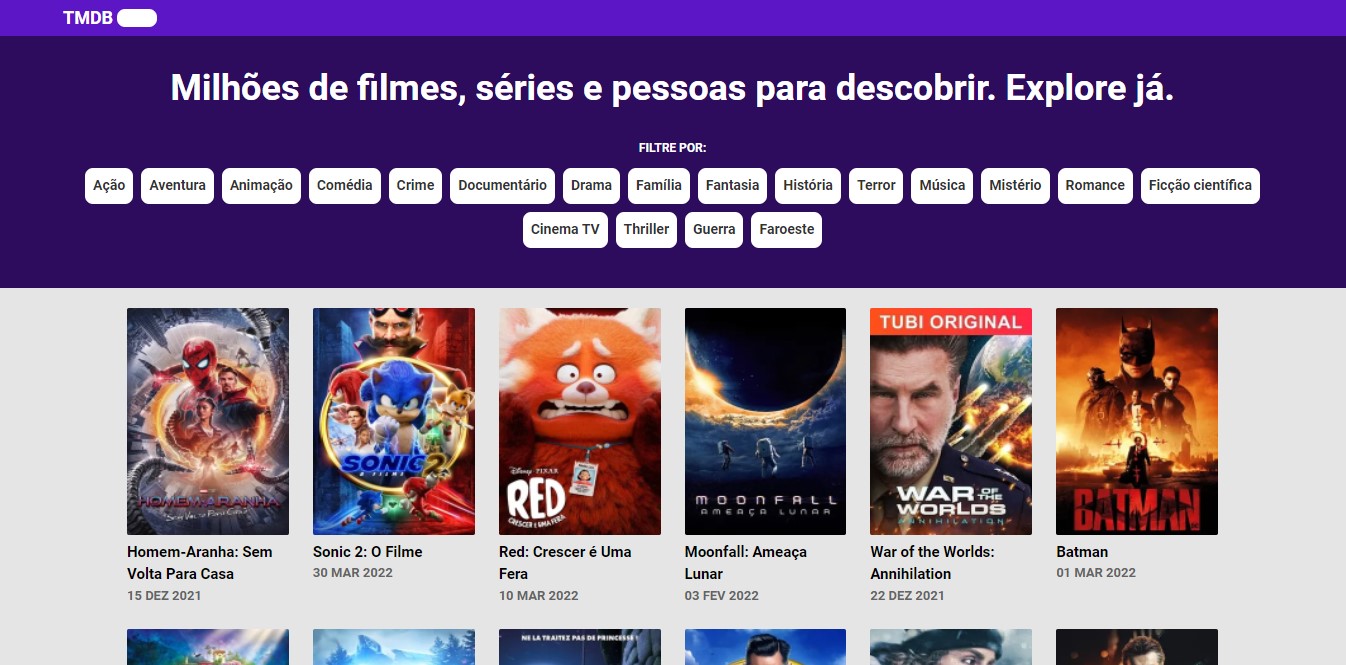 TMDB
Milhões de filmes, séries e pessoas para descobrir. Explore já.
FILTRE POR:
Ação Aventura Animação Comédia Crime Documentário Drama Família Fantasia História Terror Música Mistério Romance Ficção científica
Cinema TV Thriller Guerra Faroeste
HOMEM-ARANHA
SEM VOLTA PARA CASA
SONIC 2
O FILME
Disney PIXAR
RED
CRESCER É UMA FERA
MOONFALL
AMEAÇA LUNAR
TUBI ORIGINAL
WAR OF THE
WORLDS
ANNIHILATION
BATMAN
Homem-Aranha: Sem
Volta Para Casa
15 DEZ 2021
Sonic 2: O Filme
30 MAR 2022
Red: Crescer é Uma
Fera
10 MAR 2022
Moonfall: Ameaça
Lunar
03 FEV 2022
War of the Worlds:
Annihilation
22 DEZ 2021
Batman
01 MAR 2022
NE LA TRAITEZ PAS DE PRINCESSE !